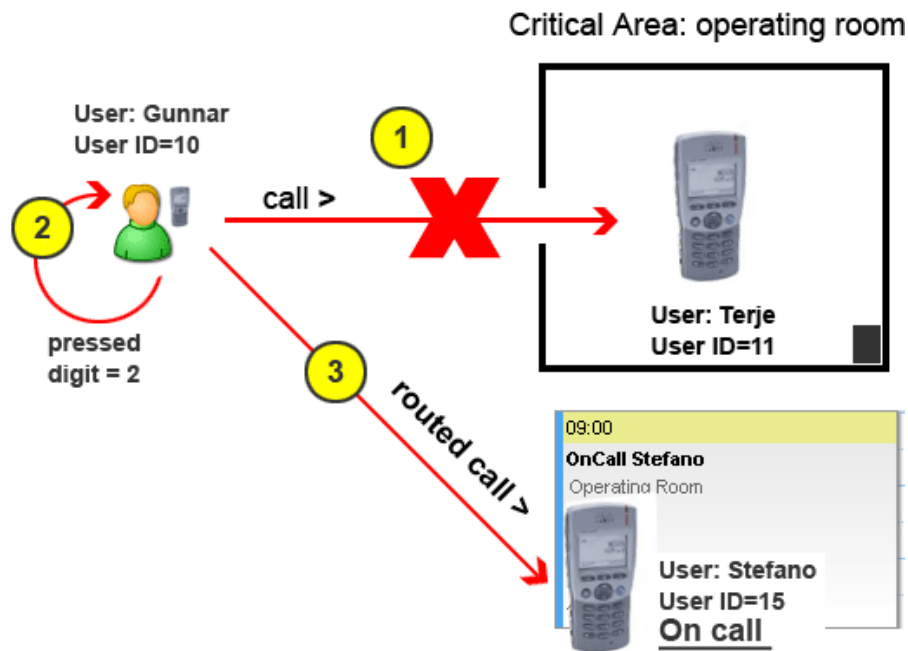 Critical Area: operating room
User: Gunnar
User ID=10
1
call >
2
pressed
digit = 2
User: Terje
User ID=11
3
routed call >
09:00
OnCall Stefano
Operating Room
User: Stefano
User ID=15
On call